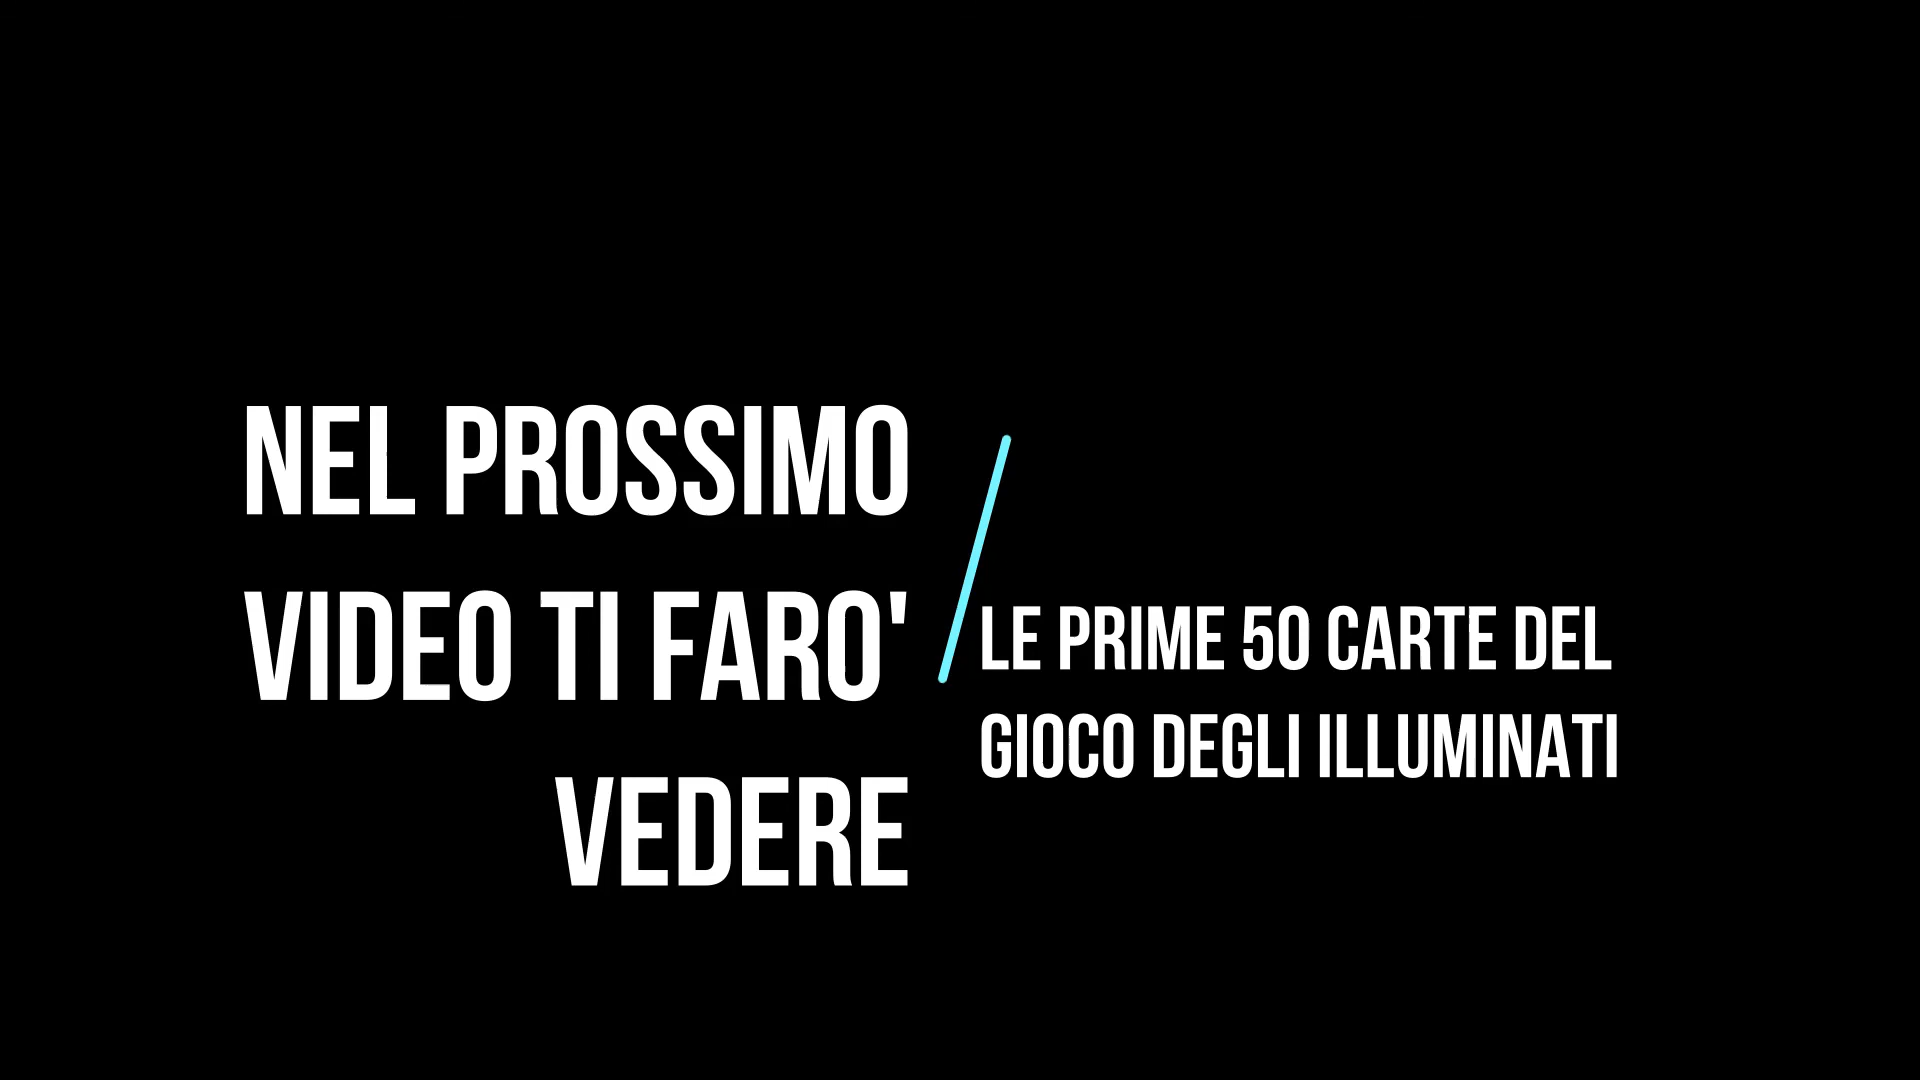 NEL PROSSIMO
VIDEO TI FARO'
VEDERE
LE PRIME 50 CARTE DEL
GIOCO DEGLI ILLUMINATI